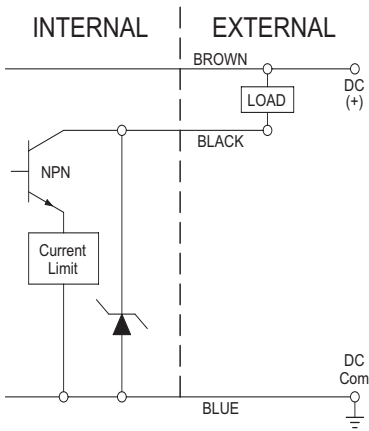 INTERNAL
EXTERNAL
BROWN
DC
(+)
LOAD
BLACK
NPN
Current
Limit
DC
Com
BLUE